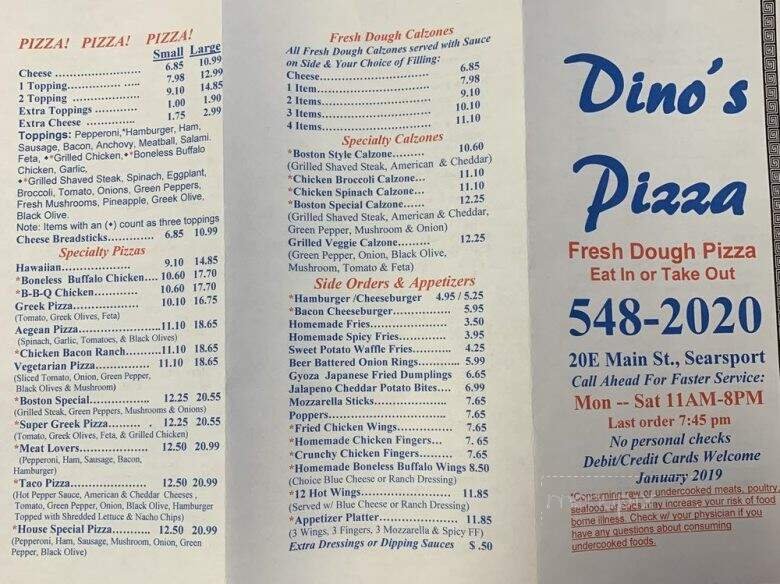 PIZZA! PIZZA! PIZZA!
Small Large
Cheese ........................ 6.85 10.99
1 Topping................ ..... 7.98 12.99
2 Topping ..................... 9.10 14.85
Extra Toppings ............ 1.00 1.90
Extra Cheese .............. 1.75 2.99
Toppings: Pepperoni,*Hamburger, Ham,
Sausage, Bacon, Anchovy, Meatball, Salami.
Feta, ♦*Grilled Chicken,♦*Boneless Buffalo
Chicken, Garlic,
♦*Grilled Shaved Steak, Spinach, Eggplant,
Broccoli, Tomato, Onions, Green Peppers,
Fresh Mushrooms, Pineapple, Greek Olive,
Black Olive.
Note: Items with an (♦) count as three toppings
Cheese Breadsticks............. 6.85 10.99
Specialty Pizzas
Hawaiian....................... 9.10 14.85
*Boneless Buffalo Chicken.... 10.60 17.70
*B-B-Q Chicken................ 10.60 17.70
Greek Pizza..................... 10.10 16.75
(Tomato, Greek Olives, Feta)
Aegean Pizza......................11.10 18.65
(Spinach, Garlic, Tomatoes, & Black Olives)
*Chicken Bacon Ranch..........11.10 18.65
Vegetarian Pizza............... 11.10 18.65
(Sliced Tomato, Onion, Green Pepper,
Black Olives & Mushroom)
*Boston Special.................. 12.25 20.55
(Grilled Steak, Green Peppers, Mushrooms & Onions)
*Super Greek Pizza......... . 12.25 20.55
(Tomato, Greek Olives, Feta, & Grilled Chicken)
*Meat Lovers................... 12.50 20.99
(Pepperoni, Ham, Sausage, Bacon,
Hamburger)
*Taco Pizza..................... 12.50 20.99
(Hot Pepper Sauce, American & Cheddar Cheeses ,
Tomato, Green Pepper, Onion, Black Olive, Hamburger
Topped with Shredded Lettuce & Nacho Chips)
*House Special Pizza......... 12.50 20.99
(Pepperoni, Ham, Sausage, Mushroom, Onion, Green
Pepper, Black Olive)
Fresh Dough Calzones
All Fresh Dough Calzones served with Sauce
on Side & Your Choice of Filling:
Cheese.............................. 6.85
1 Item............................... 7.98
2 Items.............................. 9.10
3 Items.............................. 10.10
4 Items.............................. 11.10
Specialty Calzones
*Boston Style Calzone........ 10.60
(Grilled Shaved Steak, American & Cheddar)
*Chicken Broccoli Calzone... 11.10
*Chicken Spinach Calzone... 11.10
*Boston Special Calzone...... 12.25
(Grilled Shaved Steak, American & Cheddar,
Green Pepper, Mushroom & Onion)
Grilled Veggie Calzone......... 12.25
(Green Pepper, Onion, Black Olive,
Mushroom, Tomato & Feta)
Side Orders & Appetizers
*Hamburger /Cheeseburger 4.95 / 5.25
*Bacon Cheeseburger............... 5.95
Homemade Fries..................... 3.50
Homemade Spicy Fries............. 3.95
Sweet Potato Waffle Fries.......... 4.25
Beer Battered Onion Rings......... 5.99
Gyoza Japanese Fried Dumplings 6.65
Jalapeno Cheddar Potato Bites.... 6.99
Mozzarella Sticks.................... 7.65
Poppers................................ 7.65
*Fried Chicken Wings.............. 7.65
*Homemade Chicken Fingers... 7. 65
*Crunchy Chicken Fingers......... 7.65
*Homemade Boneless Buffalo Wings 8.50
(Choice Blue Cheese or Ranch Dressing)
*12 Hot Wings...................... 11.85
(Served w/ Blue Cheese or Ranch Dressing)
*Appetizer Platter................... 11.85
(3 Wings, 3 Fingers, 3 Mozzarella & Spicy FF)
Extra Dressings or Dipping Sauces $ .50
Dino's
Pizza
Fresh Dough Pizza
Eat In or Take Out
548-2020
20E Main St., Searsport
Call Ahead For Faster Service:
Mon -- Sat 11AM-8PM
Last order 7:45 pm
No personal checks
Debit/Credit Cards Welcome
January 2019
*Consuming raw or undercooked meats, poultry,
seafood, or eggs may increase your risk of food
borne illness. Check w/ your physician if you
have any questions about consuming
undercooked foods.